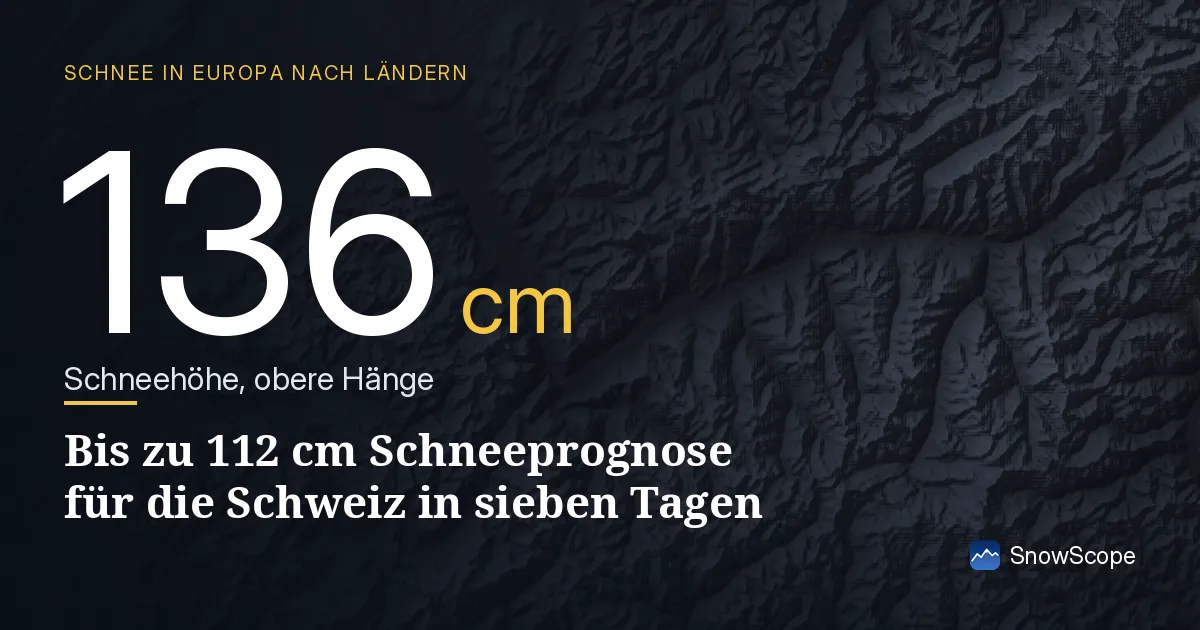 SCHNEE IN EUROPA NACH LÄNDERN
136 cm
Schneehöhe, obere Hänge
Bis zu 112 cm Schneeprognose
für die Schweiz in sieben Tagen
SnowScope